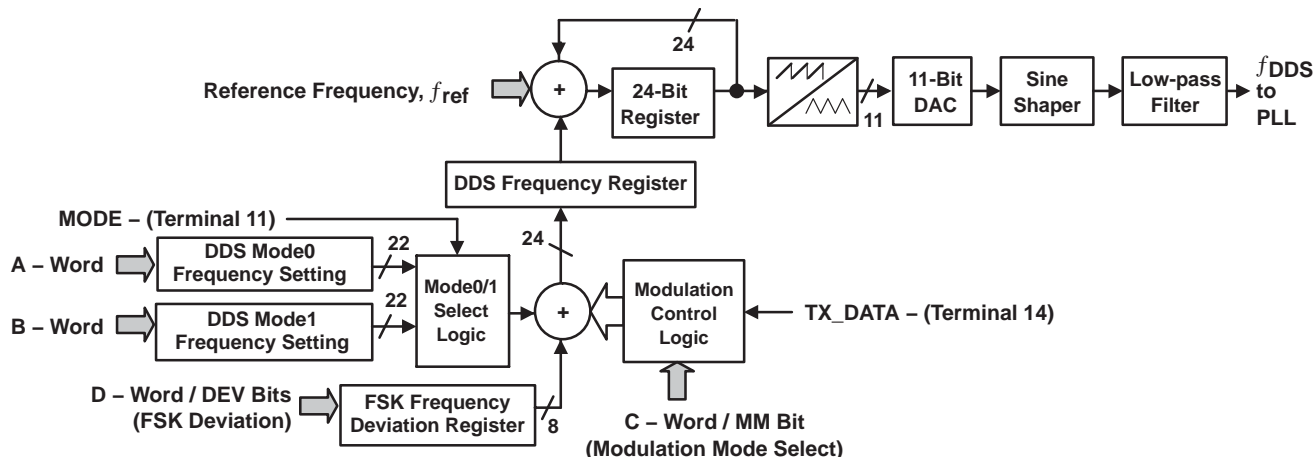 24
Reference Frequency, fref
+
24-Bit
Register
11
11-Bit
DAC
Sine
Shaper
Low-pass
Filter
fDDS
to
PLL
DDS Frequency Register
MODE – (Terminal 11)
24
A – Word
DDS Mode0
Frequency Setting
22
B – Word
DDS Mode1
Frequency Setting
22
Mode0/1
Select
Logic
+
Modulation
Control
Logic
TX_DATA – (Terminal 14)
D – Word / DEV Bits
(FSK Deviation)
FSK Frequency
Deviation Register
8
C – Word / MM Bit
(Modulation Mode Select)